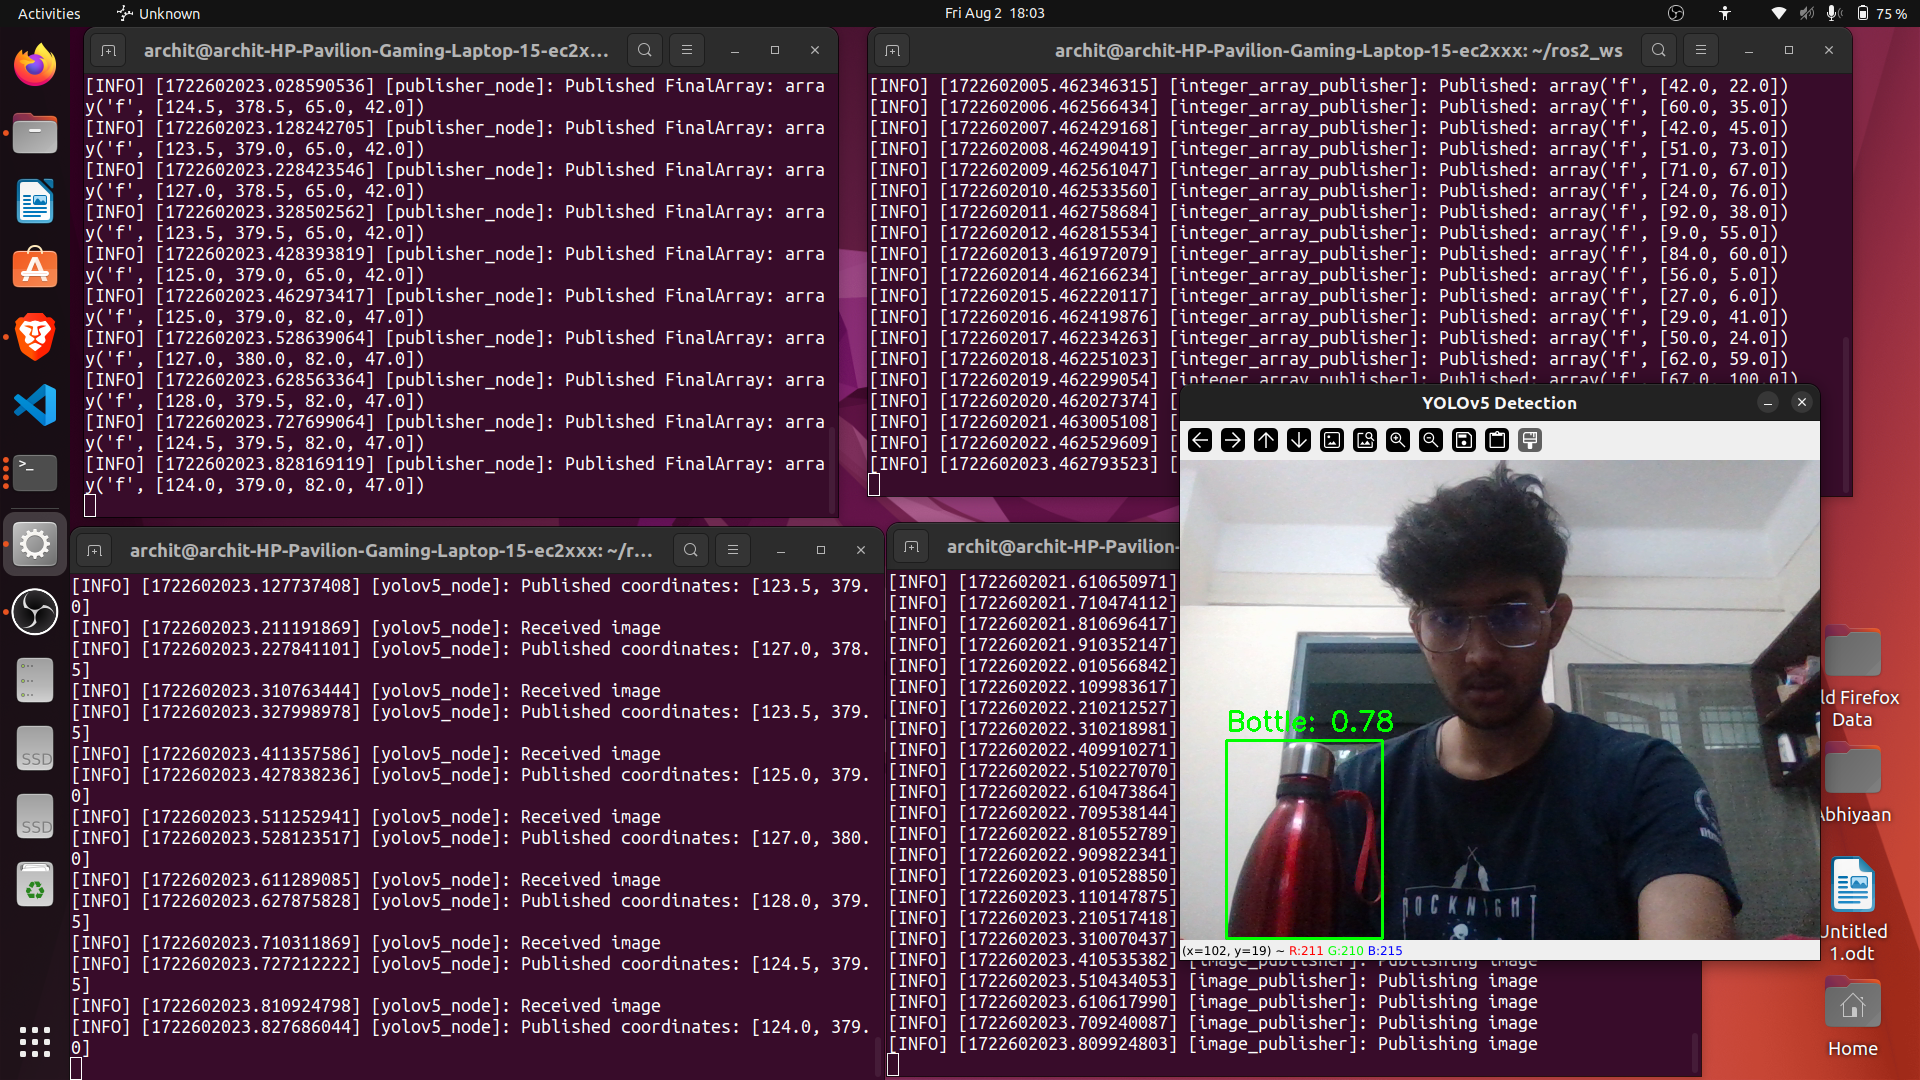 Activities
Unknown
Fri Aug 2 18:03
75 %
archit@archit-HP-Pavilion-Gaming-Laptop-15-ec2x...
[INFO] [1722602023.028590536] [publisher_node]: Published FinalArray: arra
y('f', [124.5, 378.5, 65.0, 42.0])
[INFO] [1722602023.128242705] [publisher_node]: Published FinalArray: arra
y('f', [123.5, 379.0, 65.0, 42.0])
[INFO] [1722602023.228423546] [publisher_node]: Published FinalArray: arra
y('f', [127.0, 378.5, 65.0, 42.0])
[INFO] [1722602023.328502562] [publisher_node]: Published FinalArray: arra
y('f', [123.5, 379.5, 65.0, 42.0])
[INFO] [1722602023.428393819] [publisher_node]: Published FinalArray: arra
y('f', [125.0, 379.0, 65.0, 42.0])
[INFO] [1722602023.462973417] [publisher_node]: Published FinalArray: arra
y('f', [125.0, 379.0, 82.0, 47.0])
[INFO] [1722602023.528639064] [publisher_node]: Published FinalArray: arra
y('f', [127.0, 380.0, 82.0, 47.0])
[INFO] [1722602023.628563364] [publisher_node]: Published FinalArray: arra
y('f', [128.0, 379.5, 82.0, 47.0])
[INFO] [1722602023.727699064] [publisher_node]: Published FinalArray: arra
y('f', [124.5, 379.5, 82.0, 47.0])
[INFO] [1722602023.828169119] [publisher_node]: Published FinalArray: arra
y('f', [124.0, 379.0, 82.0, 47.0])
archit@archit-HP-Pavilion-Gaming-Laptop-15-ec2xxx: ~/ros2_ws
[INFO] [1722602005.462346315] [integer_array_publisher]: Published: array('f', [42.0, 22.0])
[INFO] [1722602006.462566434] [integer_array_publisher]: Published: array('f', [60.0, 35.0])
[INFO] [1722602007.462429168] [integer_array_publisher]: Published: array('f', [42.0, 45.0])
[INFO] [1722602008.462490419] [integer_array_publisher]: Published: array('f', [51.0, 73.0])
[INFO] [1722602009.462561047] [integer_array_publisher]: Published: array('f', [71.0, 67.0])
[INFO] [1722602010.462533560] [integer_array_publisher]: Published: array('f', [24.0, 76.0])
[INFO] [1722602011.462758684] [integer_array_publisher]: Published: array('f', [92.0, 38.0])
[INFO] [1722602012.462815534] [integer_array_publisher]: Published: array('f', [9.0, 55.0])
[INFO] [1722602013.461972079] [integer_array_publisher]: Published: array('f', [84.0, 60.0])
[INFO] [1722602014.462166234] [integer_array_publisher]: Published: array('f', [56.0, 5.0])
[INFO] [1722602015.462220117] [integer_array_publisher]: Published: array('f', [27.0, 6.0])
[INFO] [1722602016.462419876] [integer_array_publisher]: Published: array('f', [29.0, 41.0])
[INFO] [1722602017.462234263] [integer_array_publisher]: Published: array('f', [50.0, 24.0])
[INFO] [1722602018.462251023] [integer_array_publisher]: Published: array('f', [62.0, 59.0])
[INFO] [1722602019.462299054] [integer_array_publisher]: Published: array('f', [67.0, 100.0])
[INFO] [1722602020.462027374] [
[INFO] [1722602021.463005108] [
[INFO] [1722602022.462529609] [
[INFO] [1722602023.462793523] [
archit@archit-HP-Pavilion-Gaming-Laptop-15-ec2xxx: ~/r...
[INFO] [1722602023.127737408] [yolov5_node]: Published coordinates: [123.5, 379.
0]
[INFO] [1722602023.211191869] [yolov5_node]: Received image
[INFO] [1722602023.227841101] [yolov5_node]: Published coordinates: [127.0, 378.
5]
[INFO] [1722602023.310763444] [yolov5_node]: Received image
[INFO] [1722602023.327998978] [yolov5_node]: Published coordinates: [123.5, 379.
5]
[INFO] [1722602023.411357586] [yolov5_node]: Received image
[INFO] [1722602023.427838236] [yolov5_node]: Published coordinates: [125.0, 379.
0]
[INFO] [1722602023.511252941] [yolov5_node]: Received image
[INFO] [1722602023.528123517] [yolov5_node]: Published coordinates: [127.0, 380.
0]
[INFO] [1722602023.611289085] [yolov5_node]: Received image
[INFO] [1722602023.627875828] [yolov5_node]: Published coordinates: [128.0, 379.
5]
[INFO] [1722602023.710311869] [yolov5_node]: Received image
[INFO] [1722602023.727212222] [yolov5_node]: Published coordinates: [124.5, 379.
5]
[INFO] [1722602023.810924798] [yolov5_node]: Received image
[INFO] [1722602023.827686044] [yolov5_node]: Published coordinates: [124.0, 379.
0]
archit@archit-HP-Pavilion-
[INFO] [1722602021.610650971]
[INFO] [1722602021.710474112]
[INFO] [1722602021.810696417]
[INFO] [1722602021.910352147]
[INFO] [1722602022.010566842]
[INFO] [1722602022.109983617]
[INFO] [1722602022.210212527]
[INFO] [1722602022.310218981]
[INFO] [1722602022.409910271]
[INFO] [1722602022.510227070]
[INFO] [1722602022.610473864]
[INFO] [1722602022.709538144]
[INFO] [1722602022.810552789]
[INFO] [1722602022.909822341]
[INFO] [1722602023.010528850]
[INFO] [1722602023.110147875]
[INFO] [1722602023.210517418]
[INFO] [1722602023.310070437]
[INFO] [1722602023.410535382] [image_publisher]: Publishing image
[INFO] [1722602023.510434053] [image_publisher]: Publishing image
[INFO] [1722602023.610617990] [image_publisher]: Publishing image
[INFO] [1722602023.709240087] [image_publisher]: Publishing image
[INFO] [1722602023.809924803] [image_publisher]: Publishing image
YOLOv5 Detection
Bottle: 0.78
ROCKNIGHT
(x=102, y=19) ~ R:211 G:210 B:215
SSD
SSD
ld Firefox
Data
Abhiyaan
Untitled
1.odt
Home